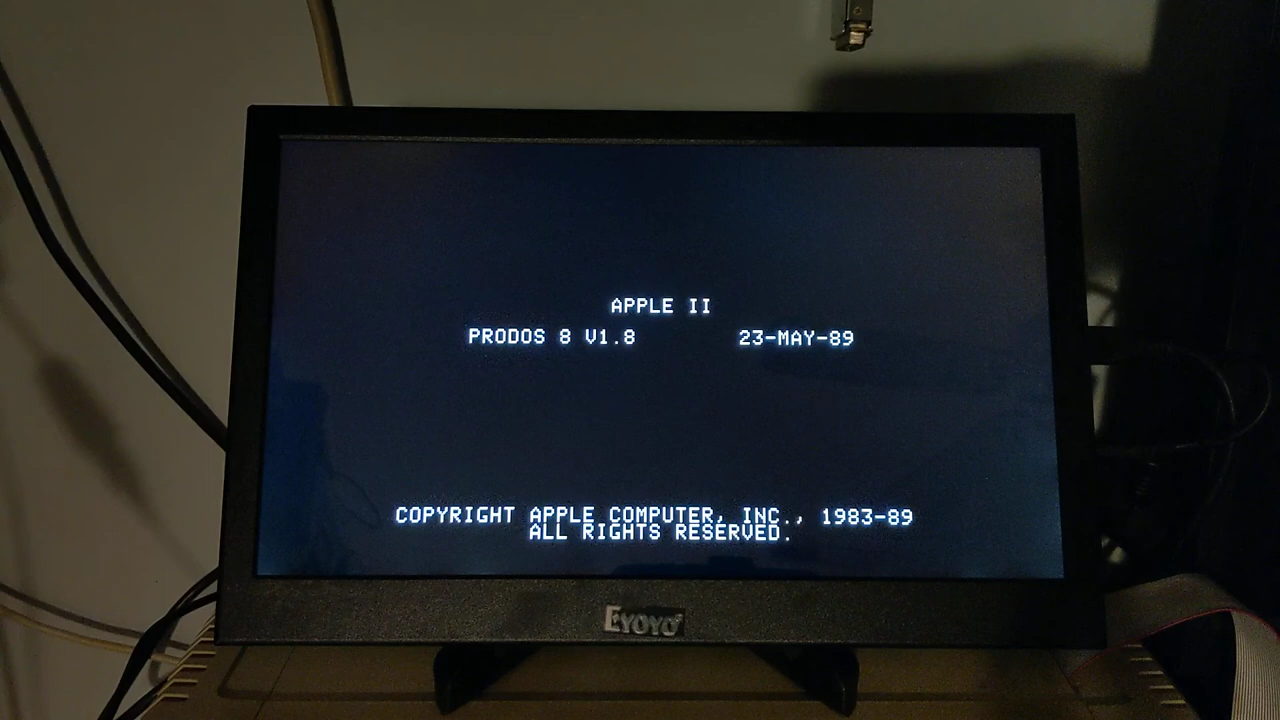 APPLE II
PRODOS 8 V1.8 23-MAY-89
COPYRIGHT APPLE COMPUTER, INC., 1983-89
ALL RIGHTS RESERVED.
EYOYO